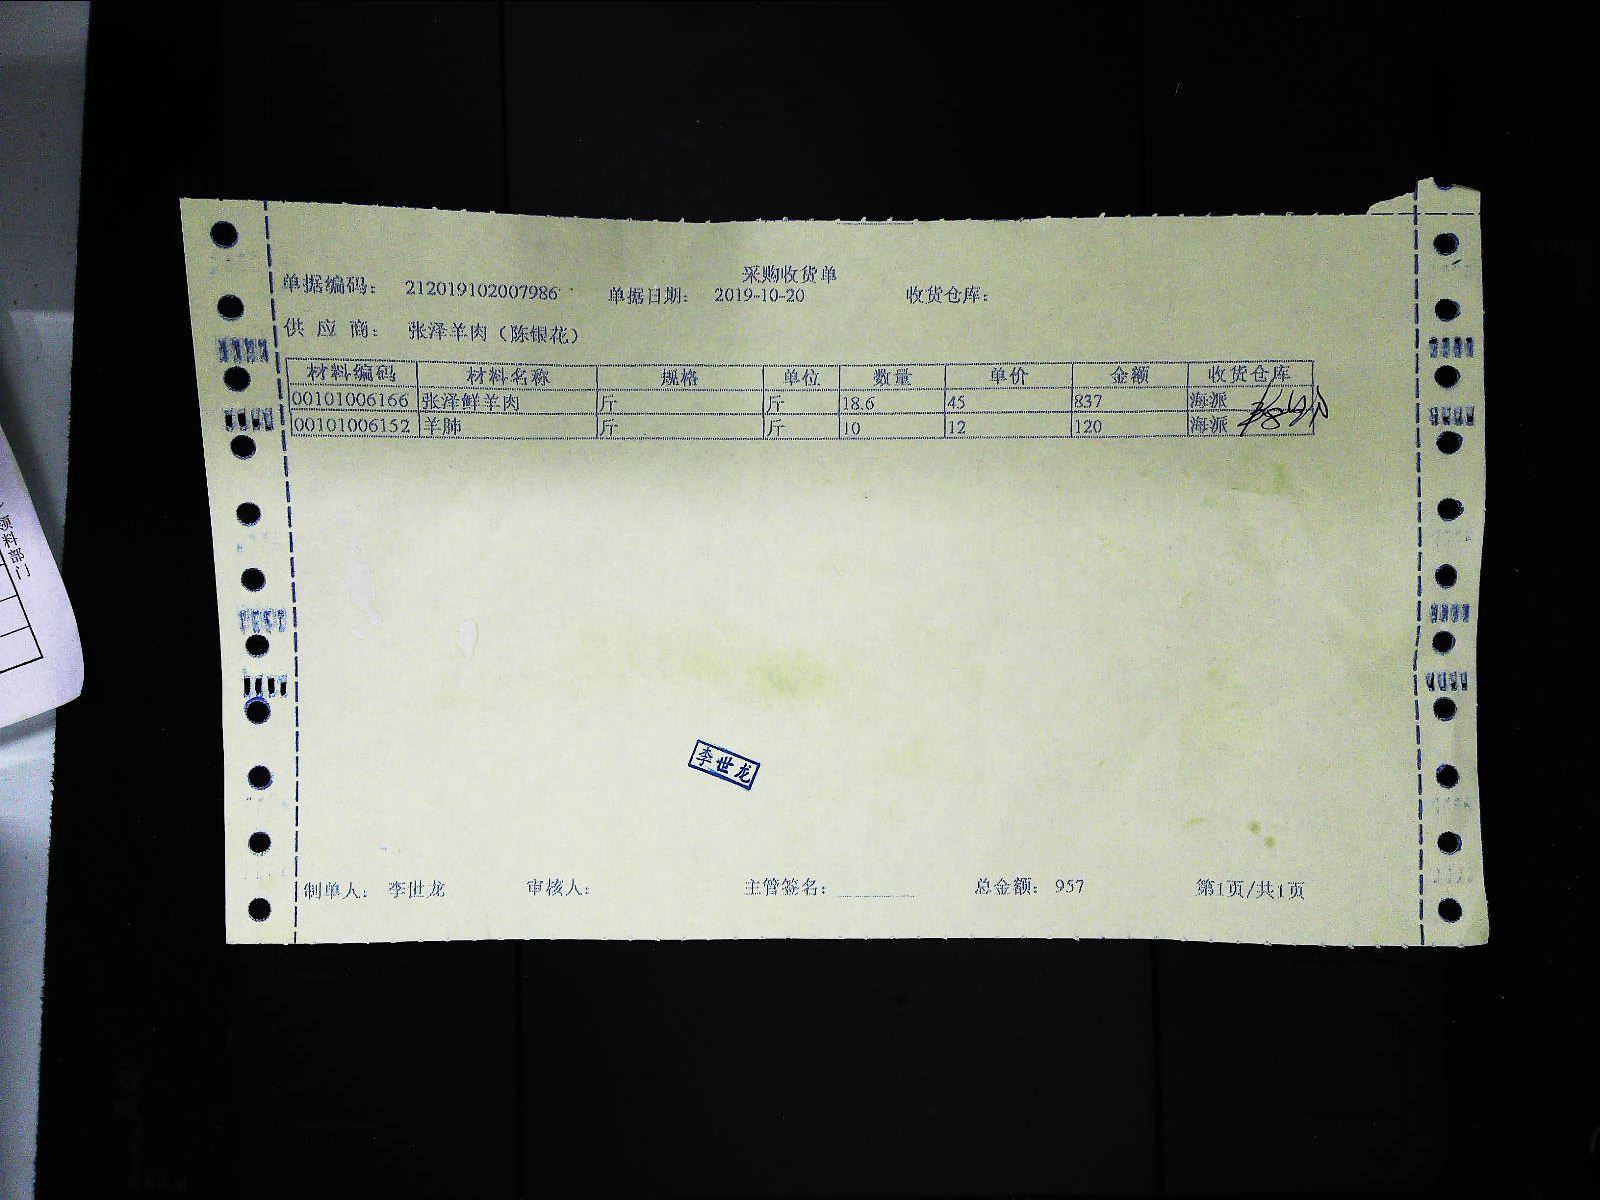 采购收货单
单据编码: 212019102007986 单据日期: 2019-10-20 收货仓库:
供应商: 张泽羊肉（陈银花）
材料编码 材料名称 规格 单位 数量 单价 金额 收货仓库
00101006166 张泽鲜羊肉 斤 斤 18.6 45 837 海派
00101006152 羊肺 斤 斤 10 12 120 海派
李世龙
制单人: 李世龙 审核人: 主管签名: 总金额: 957 第1页/共1页
领料部门